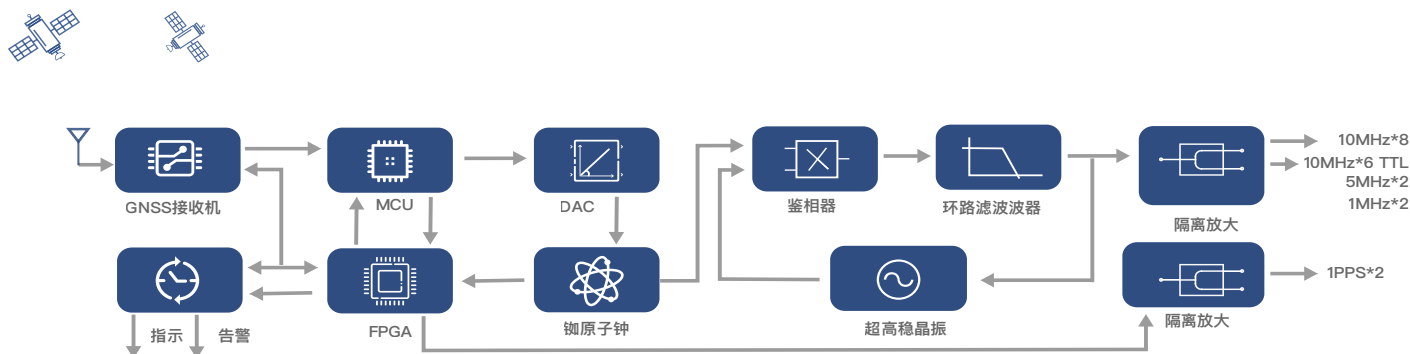 10MHz*8
10MHz*6 TTL
5MHz*2
1MHz*2
GNSS接收机
MCU
DAC
鉴相器
环路滤波波器
隔离放大
1PPS*2
指示
告警
FPGA
铷原子钟
超高稳晶振
隔离放大